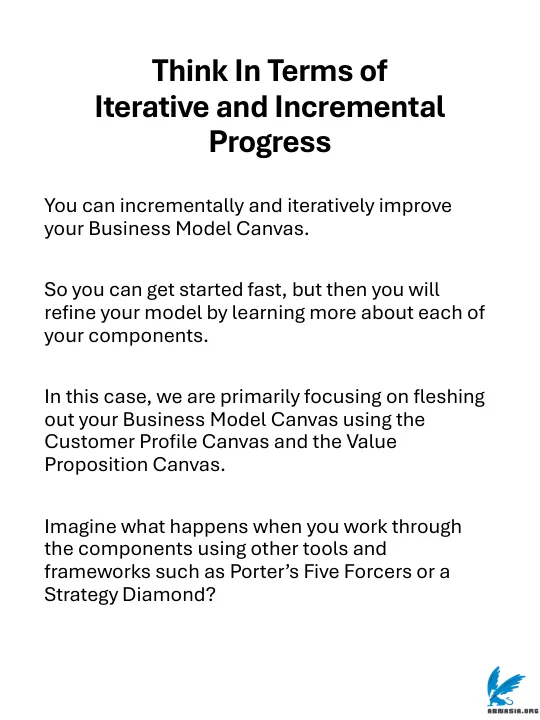 Think In Terms of
Iterative and Incremental
Progress
You can incrementally and iteratively improve
your Business Model Canvas.
So you can get started fast, but then you will
refine your model by learning more about each of
your components.
In this case, we are primarily focusing on fleshing
out your Business Model Canvas using the
Customer Profile Canvas and the Value
Proposition Canvas.
Imagine what happens when you work through
the components using other tools and
frameworks such as Porter’s Five Forcers or a
Strategy Diamond?
ABWASIA.ORG